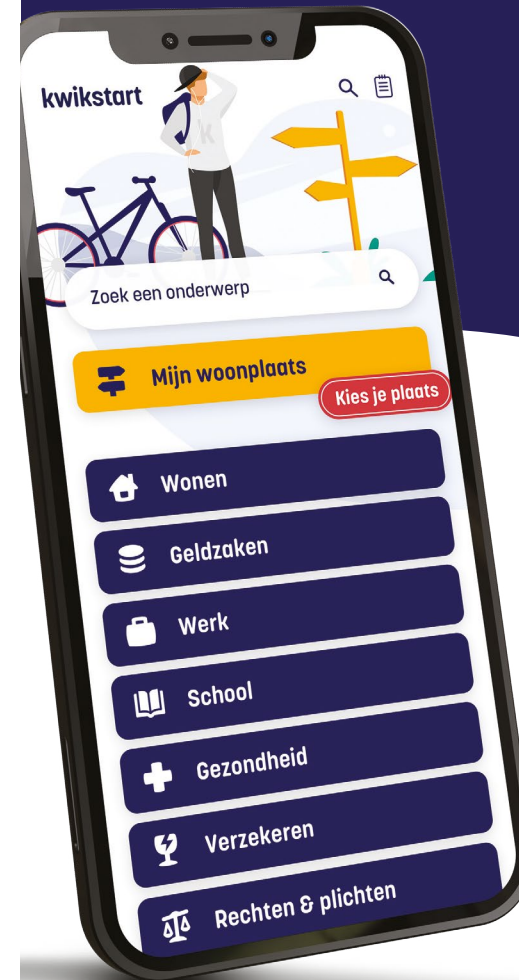 kwikstart
Zoek een onderwerp
Mijn woonplaats
Kies je plaats
Wonen
Geldzaken
Werk
School
Gezondheid
Verzekeren
Rechten & plichten